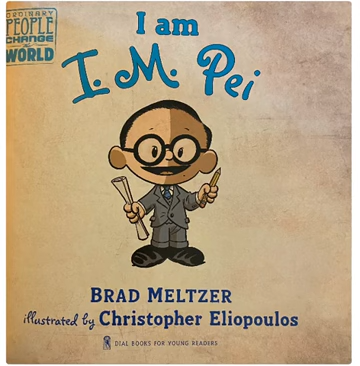 ORDINARY
PEOPLE
CHANGE
THE
WORLD
I am
I. M. Pei
BRAD MELTZER
illustrated by Christopher Eliopoulos
DIAL BOOKS FOR YOUNG READERS